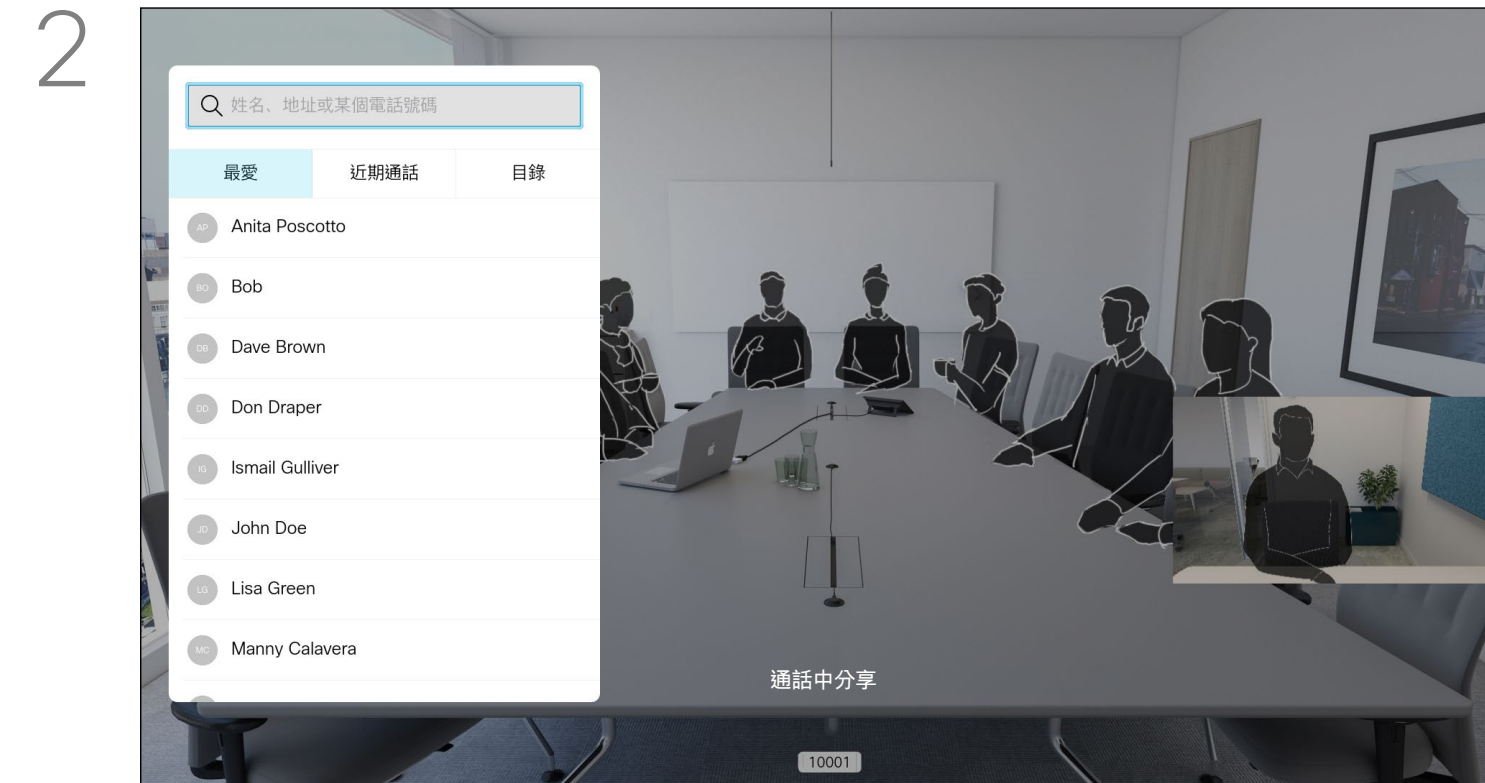 2
姓名、地址或某個電話號碼
最愛 近期通話 目錄
AP Anita Poscotto
BO Bob
DB Dave Brown
DD Don Draper
IG Ismail Gulliver
JD John Doe
LG Lisa Green
MC Manny Calavera
通話中分享
10001